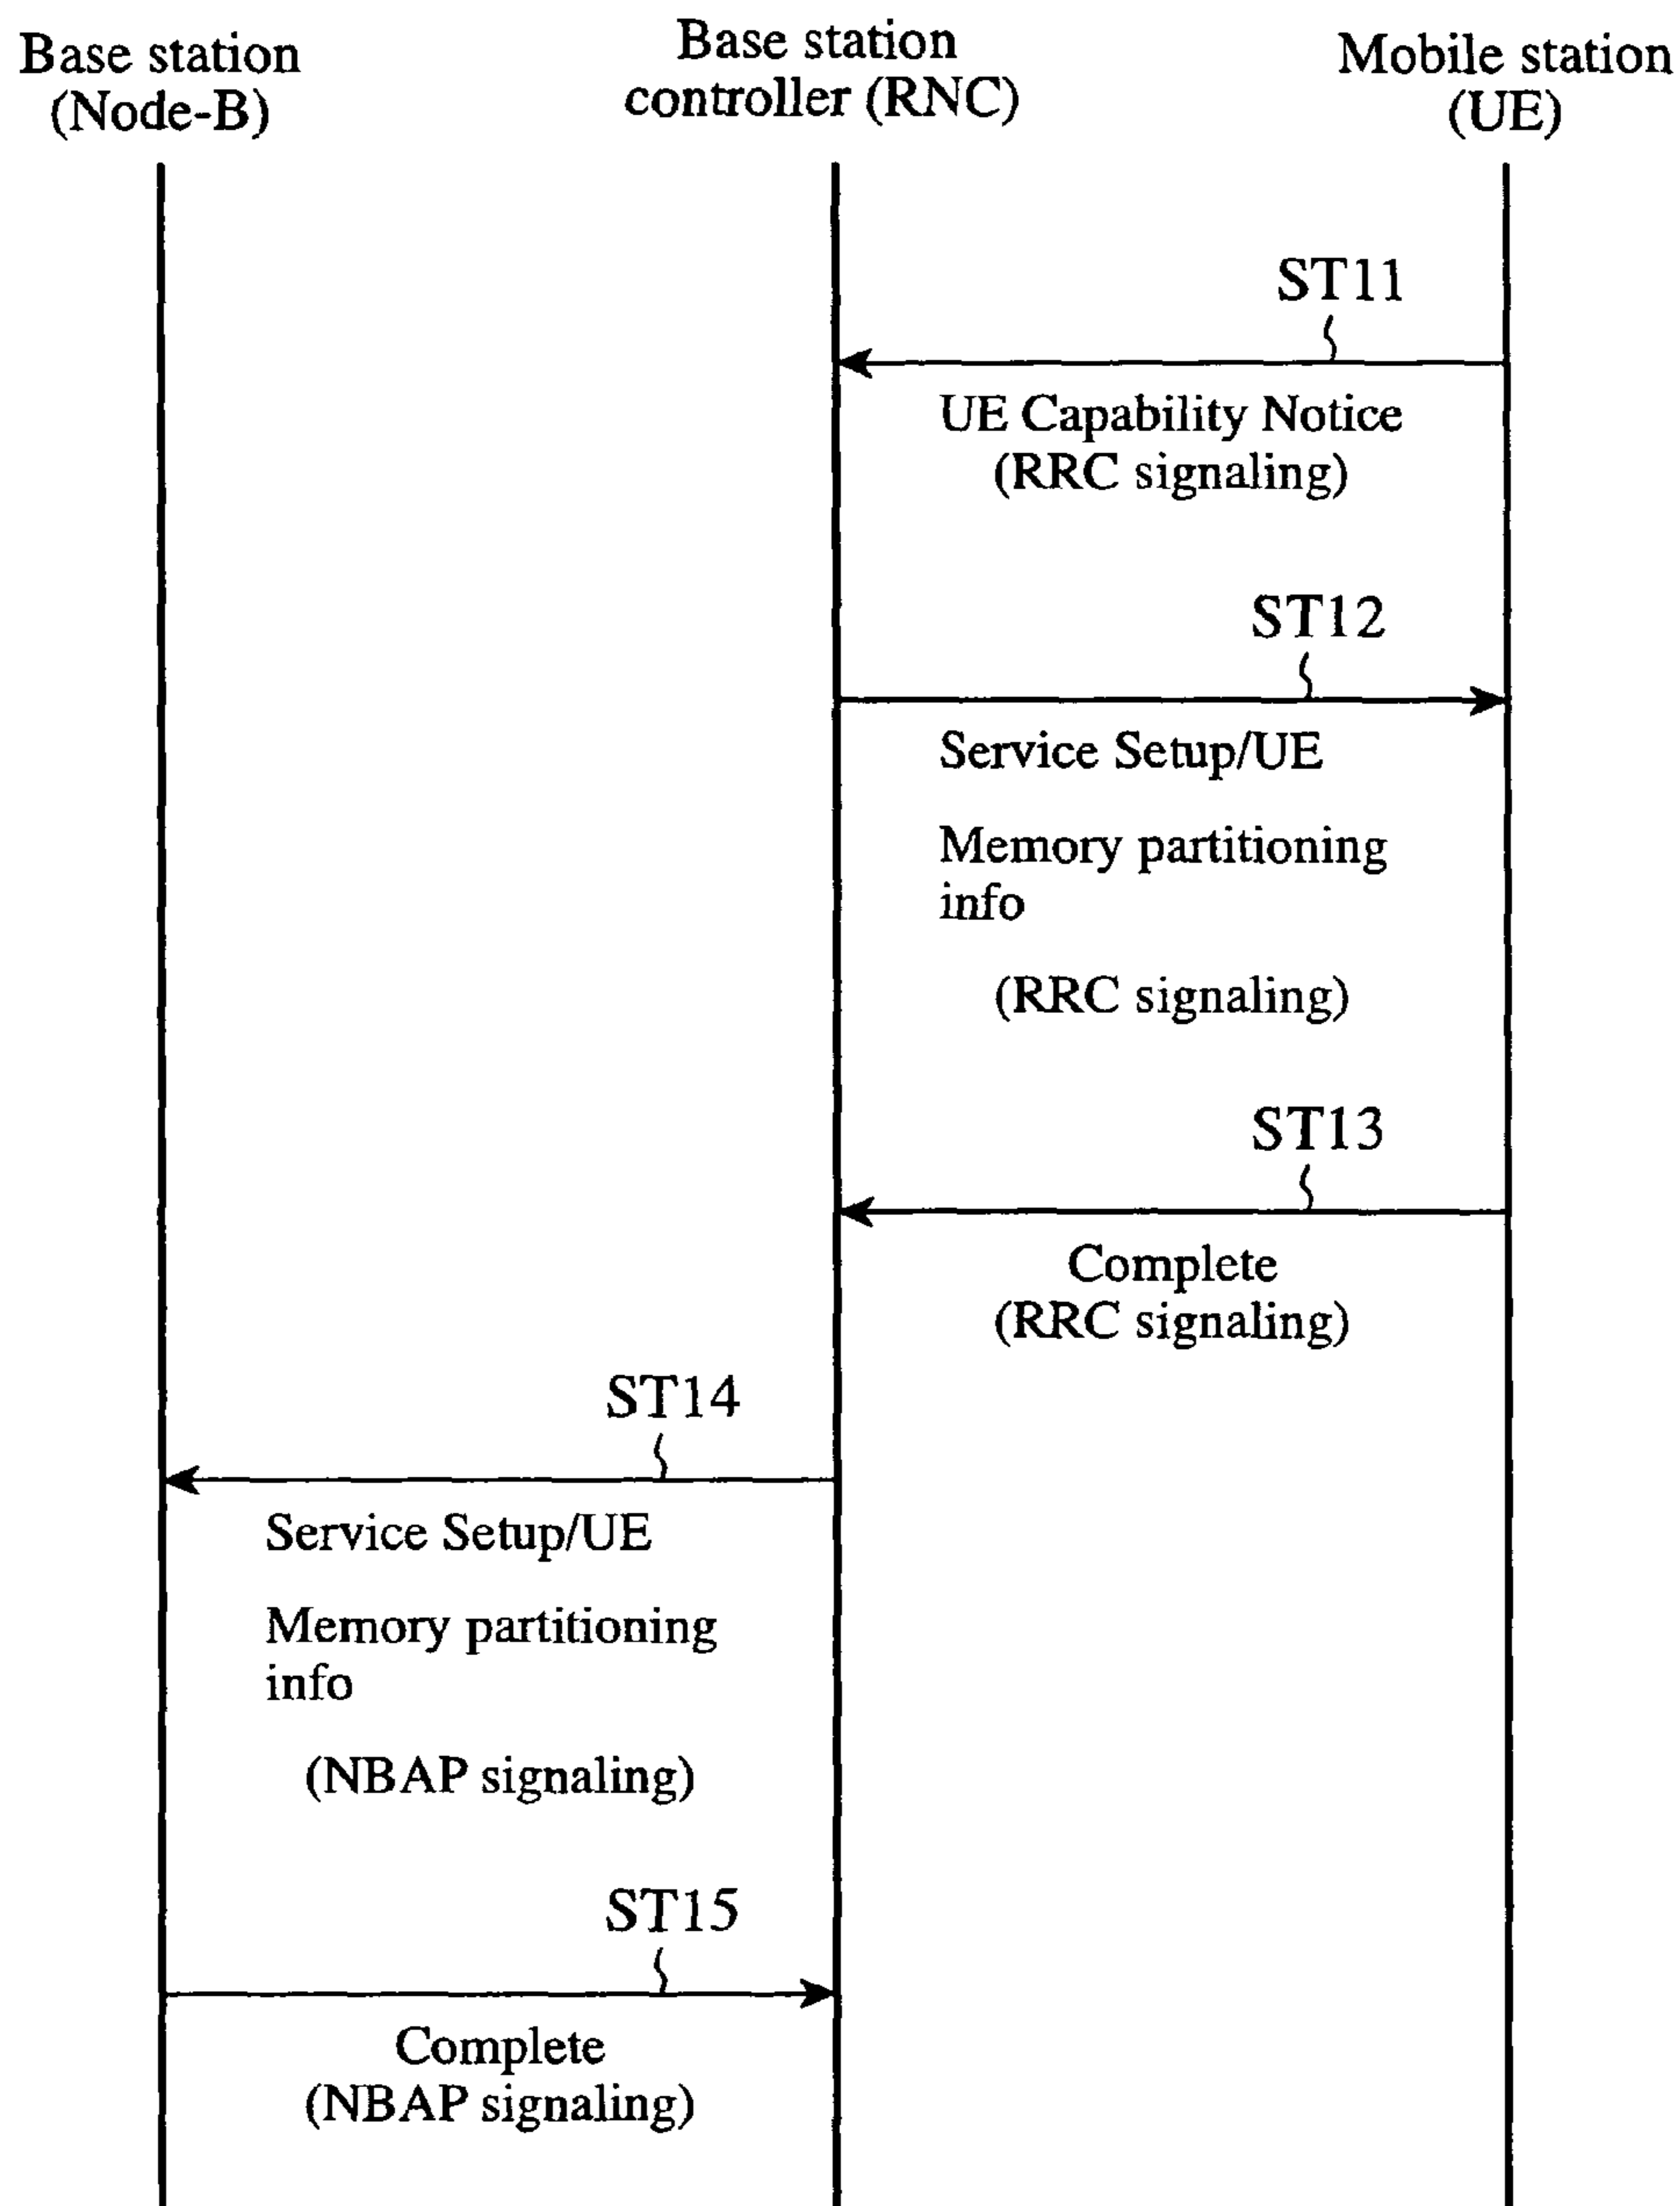 Base station
(Node-B)
Base station
controller (RNC)
Mobile station
(UE)
ST11
UE Capability Notice
(RRC signaling)
ST12
Service Setup/UE
Memory partitioning
info
(RRC signaling)
ST13
Complete
(RRC signaling)
ST14
Service Setup/UE
Memory partitioning
info
(NBAP signaling)
ST15
Complete
(NBAP signaling)